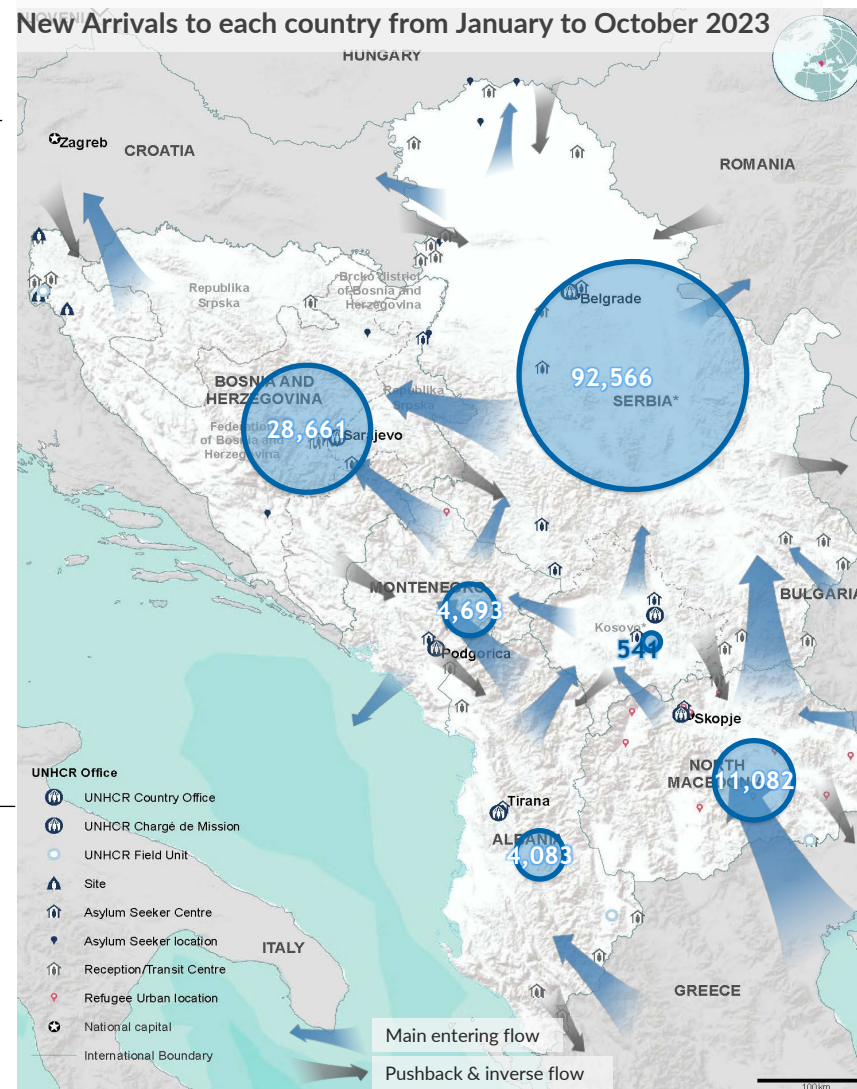 New Arrivals to each country from January to October 2023
HUNGARY
Zagreb
CROATIA
ROMANIA
Republika
Srpska
Brcko district
of Bosnia and
Herzegovina
Belgrade
92,566
SERBIA*
BOSNIA AND
HERZEGOVINA
Republika
Srpska
28,661
Federation
of Bosnia and
Herzegovina
Sarajevo
MONTENEGRO
4,693
BULGARIA
Kosovo*
541
Podgorica
Skopje
NORTH
MACEDONIA
11,082
Tirana
ALBANIA
4,083
ITALY
GREECE
UNHCR Office
UNHCR Country Office
UNHCR Chargé de Mission
UNHCR Field Unit
Site
Asylum Seeker Centre
Asylum Seeker location
Reception/Transit Centre
Refugee Urban location
National capital
International Boundary
Main entering flow
Pushback & inverse flow
100km